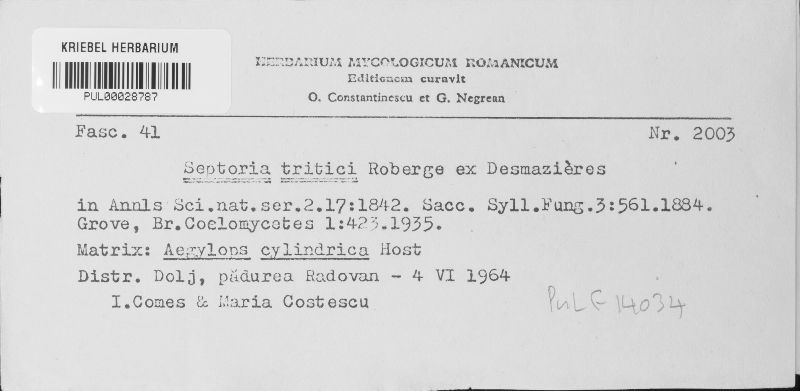 KRIEBEL HERBARIUM
PUL00028787
HERBARIUM MYCOLOGICUM ROMANICUM
Editionem curavit
O. Constantinescu et G. Negrean
Fasc. 41 Nr. 2003
Septoria tritici Roberge ex Desmazières
in Annls Sci.nat.ser.2.17:1842. Sacc. Syll.Fung.3:561.1884.
Grove, Br.Coelomycetes 1:423.1935.
Matrix: Aegylops cylindrica Host
Distr. Dolj, pădurea Radovan - 4 VI 1964
I.Comes & Maria Costescu
PUL F 14034